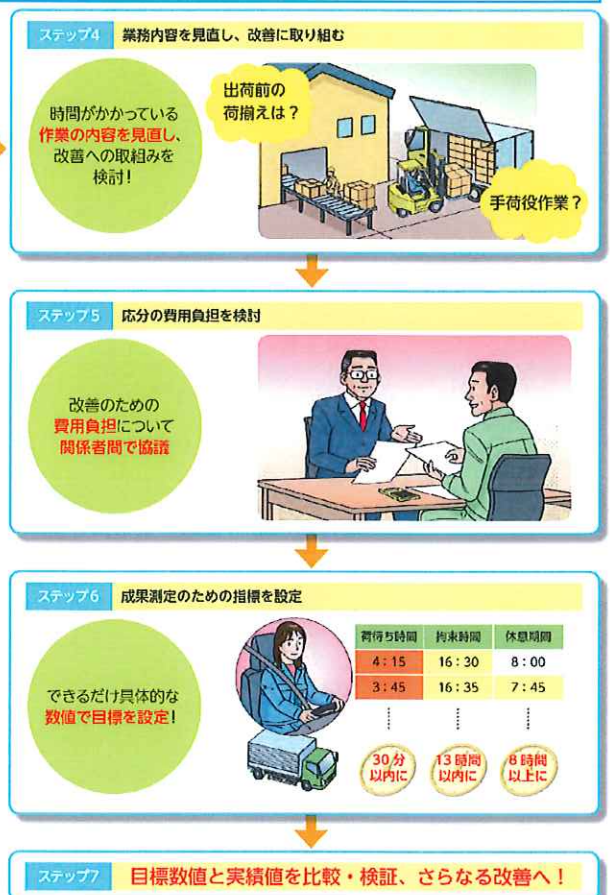 ステップ4 業務内容を見直し、改善に取り組む
時間がかかっている
作業の内容を見直し、
改善への取組みを
検討!
出荷前の
荷揃えは?
手荷役作業?
ステップ5 応分の費用負担を検討
改善のための
費用負担について
関係者間で協議
ステップ6 成果測定のための指標を設定
できるだけ具体的な
数値で目標を設定!
荷待ち時間 拘束時間 休息期間
4:15 16:30 8:00
3:45 16:35 7:45
30分
以内に
13時間
以内に
8時間
以上に
ステップ7 目標数値と実績値を比較・検証、さらなる改善へ!